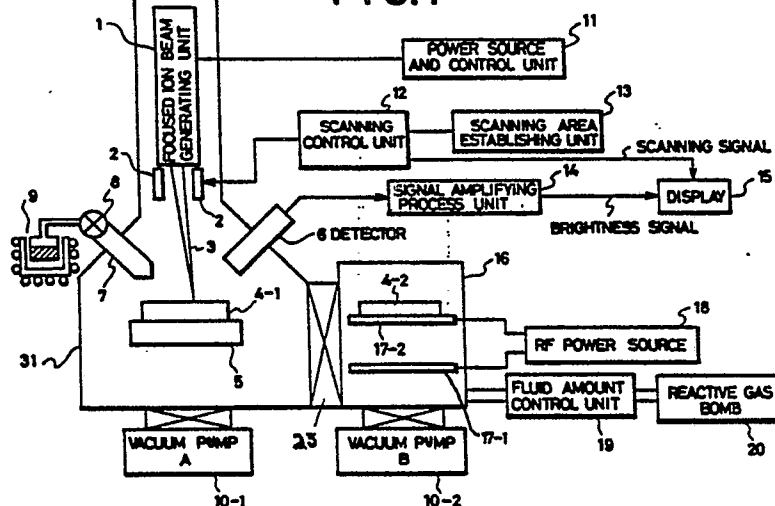 FIG.1
1
FOCUSED ION BEAM
GENERATING UNIT
11
POWER SOURCE
AND CONTROL UNIT
12
SCANNING
CONTROL UNIT
13
SCANNING AREA
ESTABLISHING UNIT
SCANNING SIGNAL
2
2
14
SIGNAL AMPLIFYING
PROCESS UNIT
DISPLAY
15
BRIGHTNESS SIGNAL
9
8
7
3
6 DETECTOR
16
4-1
4-2
5
31
17-2
18
RF POWER SOURCE
17-1
FLUID AMOUNT
CONTROL UNIT
19
REACTIVE GAS
BOMB
20
23
VACUUM PUMP
A
10-1
VACUUM PUMP
B
10-2